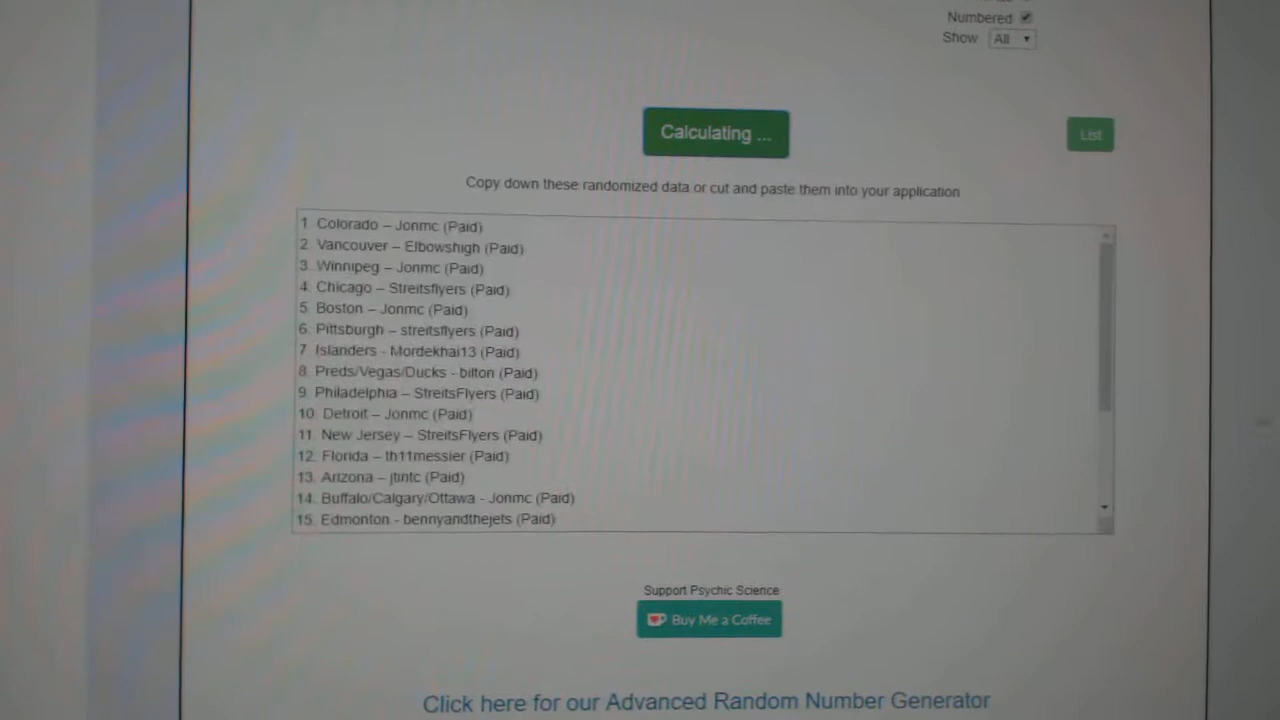 Numbered
Show All
Calculating ...
List
Copy down these randomized data or cut and paste them into your application
1. Colorado – Jonmc (Paid)
2. Vancouver – Elbowshigh (Paid)
3. Winnipeg – Jonmc (Paid)
4. Chicago – Streitsflyers (Paid)
5. Boston – Jonmc (Paid)
6. Pittsburgh – streitsflyers (Paid)
7. Islanders - Mordekhai13 (Paid)
8. Preds/Vegas/Ducks - bilton (Paid)
9. Philadelphia – StreitsFlyers (Paid)
10. Detroit – Jonmc (Paid)
11. New Jersey – StreitsFlyers (Paid)
12. Florida – th11messier (Paid)
13. Arizona – jtintc (Paid)
14. Buffalo/Calgary/Ottawa - Jonmc (Paid)
15. Edmonton - bennyandthejets (Paid)
Support Psychic Science
Buy Me a Coffee
Click here for our Advanced Random Number Generator